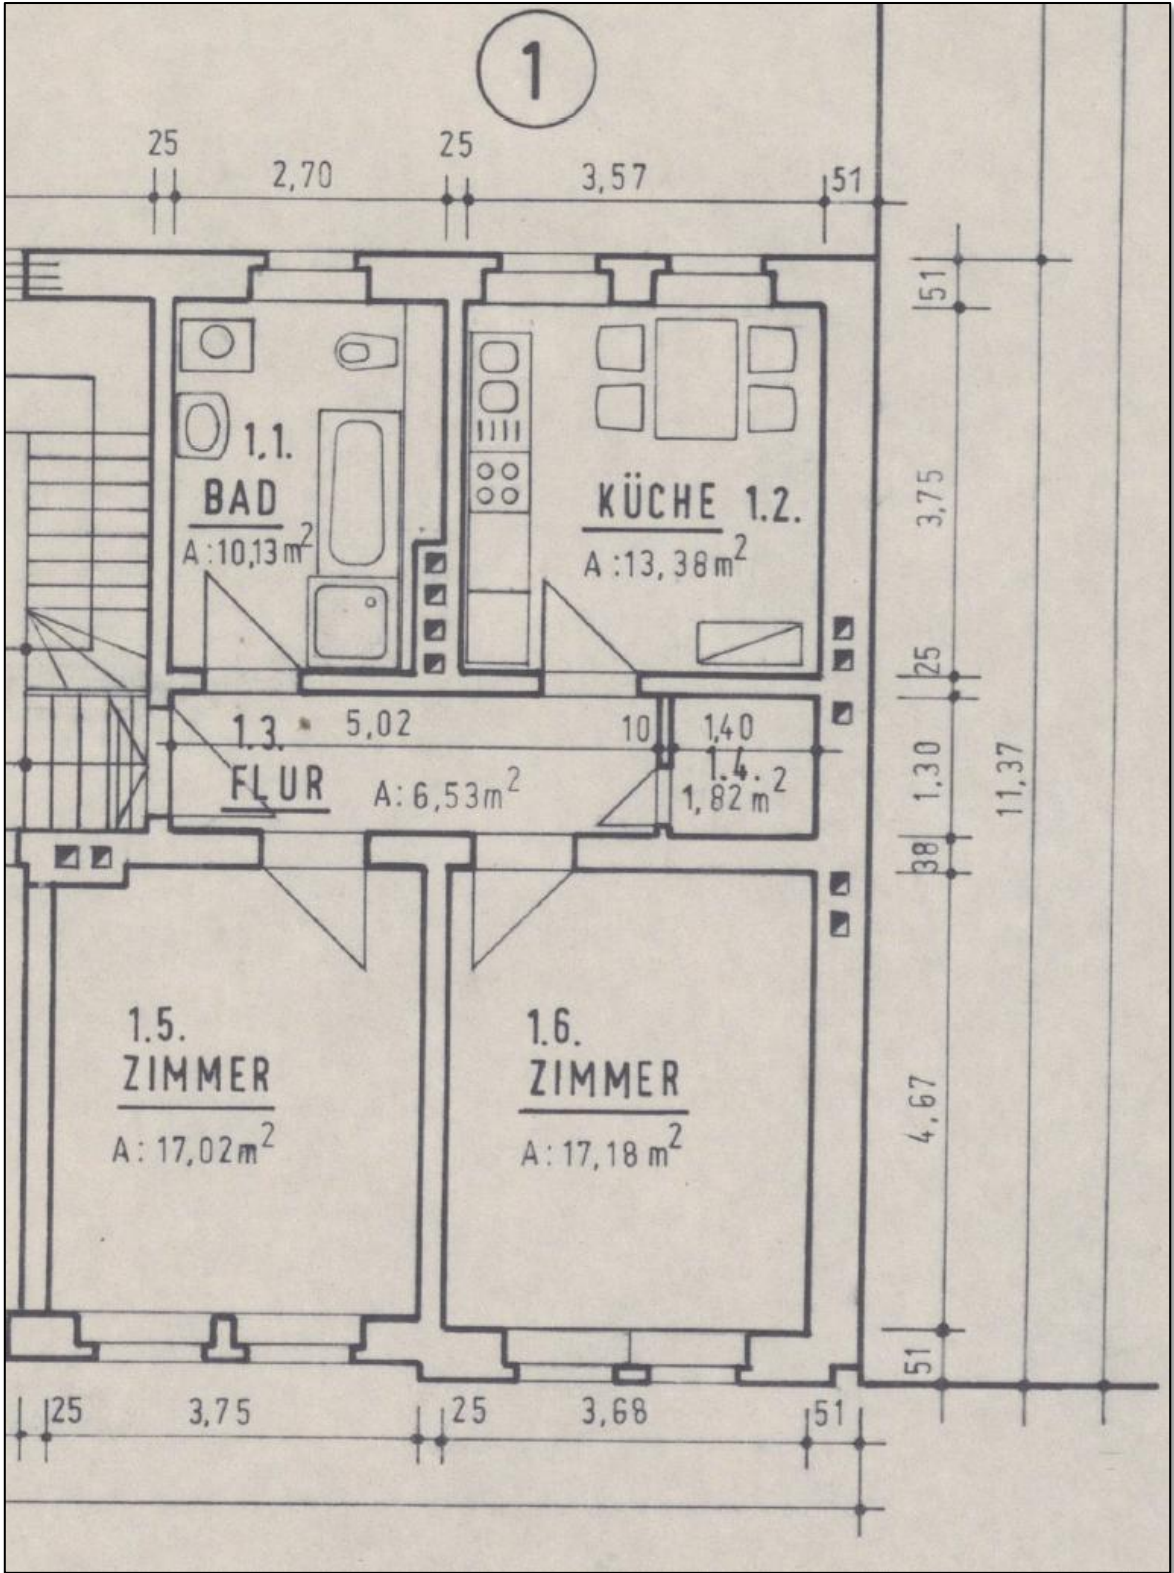 1
25
2,70
25
3,57
51
51
1.1.
BAD
A:10,13m²
KÜCHE 1.2.
A:13,38m²
3,75
25
1.3.
FLUR
5,02
A:6,53m²
10
1,40
1.4.
1,82 m²
1,30
11,37
38
1.5.
ZIMMER
A:17,02m²
1.6.
ZIMMER
A:17,18 m²
4,67
51
25
3,75
25
3,68
51